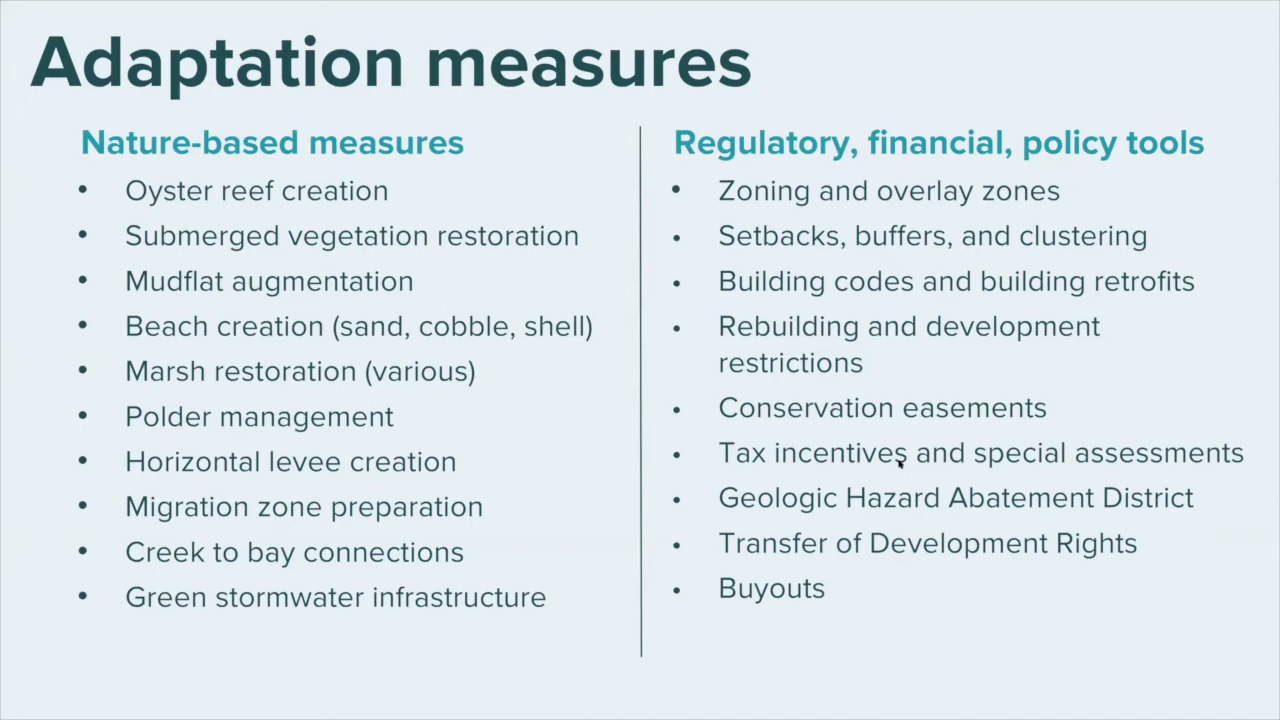 Adaptation measures
Nature-based measures
• Oyster reef creation
• Submerged vegetation restoration
• Mudflat augmentation
• Beach creation (sand, cobble, shell)
• Marsh restoration (various)
• Polder management
• Horizontal levee creation
• Migration zone preparation
• Creek to bay connections
• Green stormwater infrastructure
Regulatory, financial, policy tools
• Zoning and overlay zones
• Setbacks, buffers, and clustering
• Building codes and building retrofits
• Rebuilding and development
restrictions
• Conservation easements
• Tax incentives and special assessments
• Geologic Hazard Abatement District
• Transfer of Development Rights
• Buyouts